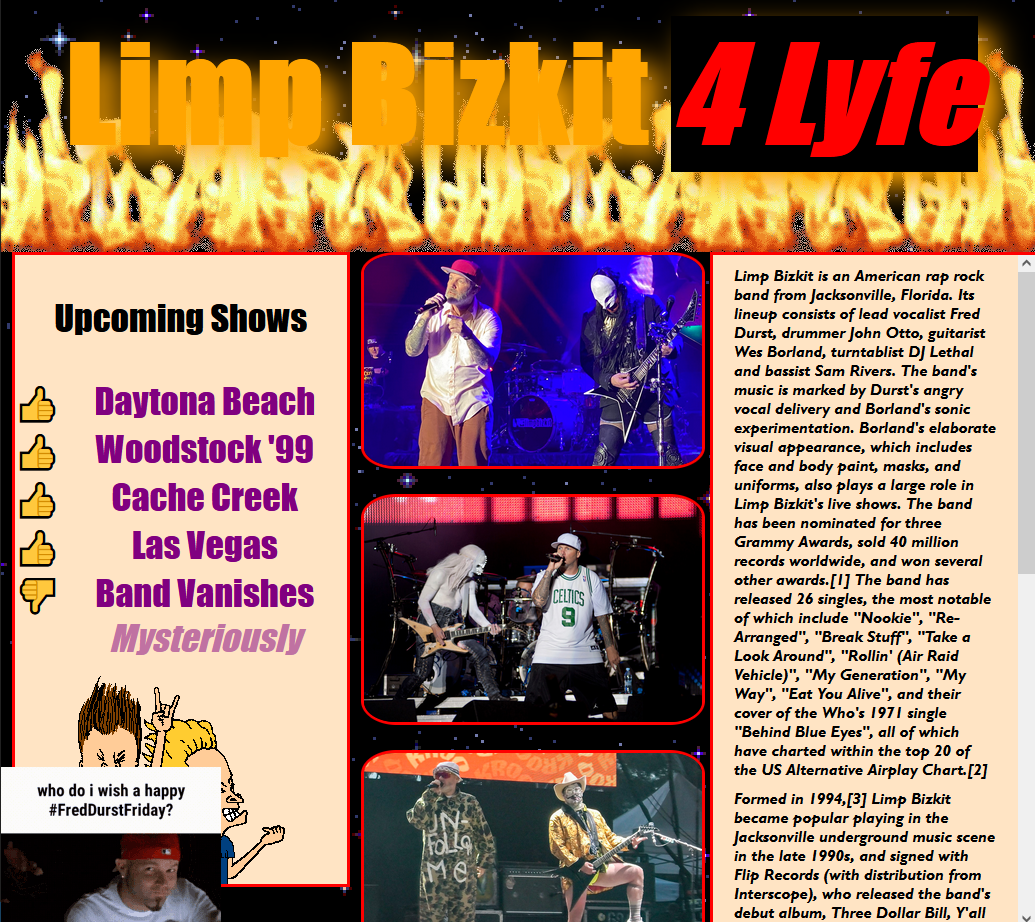 Limp Bizkit 4 Lyfe
Upcoming Shows
👍 Daytona Beach
👍 Woodstock '99
👍 Cache Creek
👍 Las Vegas
👎 Band Vanishes
Mysteriously
who do i wish a happy
#FredDurstFriday?
CELTICS
9
Limp Bizkit is an American rap rock
band from Jacksonville, Florida. Its
lineup consists of lead vocalist Fred
Durst, drummer John Otto, guitarist
Wes Borland, turntablist DJ Lethal
and bassist Sam Rivers. The band's
music is marked by Durst's angry
vocal delivery and Borland's sonic
experimentation. Borland's elaborate
visual appearance, which includes
face and body paint, masks, and
uniforms, also plays a large role in
Limp Bizkit's live shows. The band
has been nominated for three
Grammy Awards, sold 40 million
records worldwide, and won several
other awards.[1] The band has
released 26 singles, the most notable
of which include "Nookie", "Re-
Arranged", "Break Stuff", "Take a
Look Around", "Rollin' (Air Raid
Vehicle)", "My Generation", "My
Way", "Eat You Alive", and their
cover of the Who's 1971 single
"Behind Blue Eyes", all of which
have charted within the top 20 of
the US Alternative Airplay Chart.[2]
Formed in 1994,[3] Limp Bizkit
became popular playing in the
Jacksonville underground music scene
in the late 1990s, and signed with
Flip Records (with distribution from
Interscope), who released the band's
debut album, Three Dollar Bill, Y'all